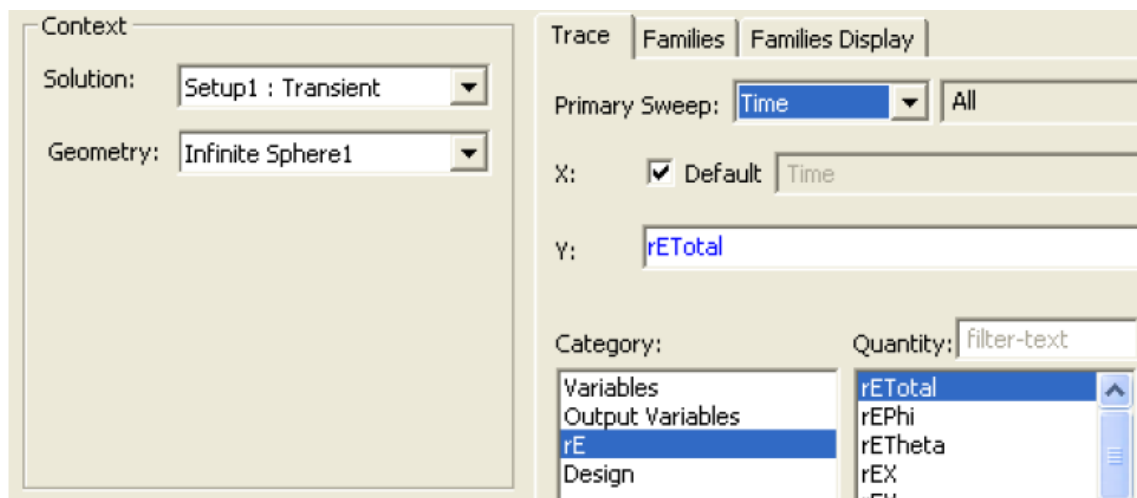 Context
Solution: Setup1 : Transient
Geometry: Infinite Sphere1
Trace Families Families Display
Primary Sweep: Time All
X: Default Time
Y: rETotal
Category: Quantity: filter-text
Variables
Output Variables
rE
Design
rETotal
rEPhi
rETheta
rEX